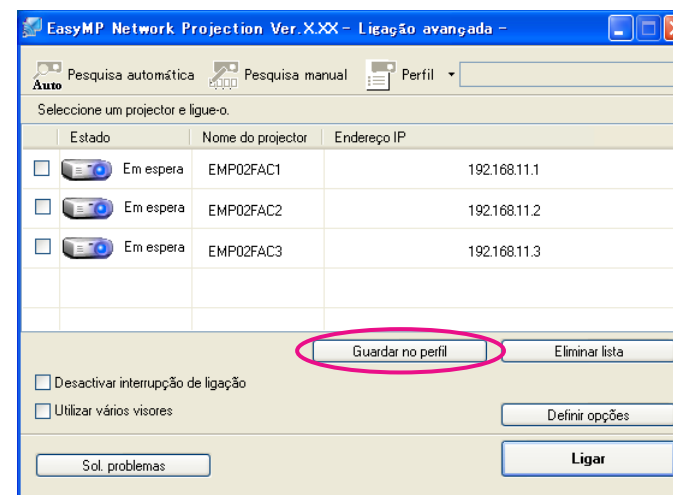 EasyMP Network Projection Ver.X.XX – Ligação avançada –
Auto Pesquisa automática Pesquisa manual Perfil
Seleccione um projector e ligue-o.
Estado Nome do projector Endereço IP
Em espera EMP02FAC1 192.168.11.1
Em espera EMP02FAC2 192.168.11.2
Em espera EMP02FAC3 192.168.11.3
Guardar no perfil Eliminar lista
Desactivar interrupção de ligação
Utilizar vários visores
Definir opções
Sol. problemas Ligar